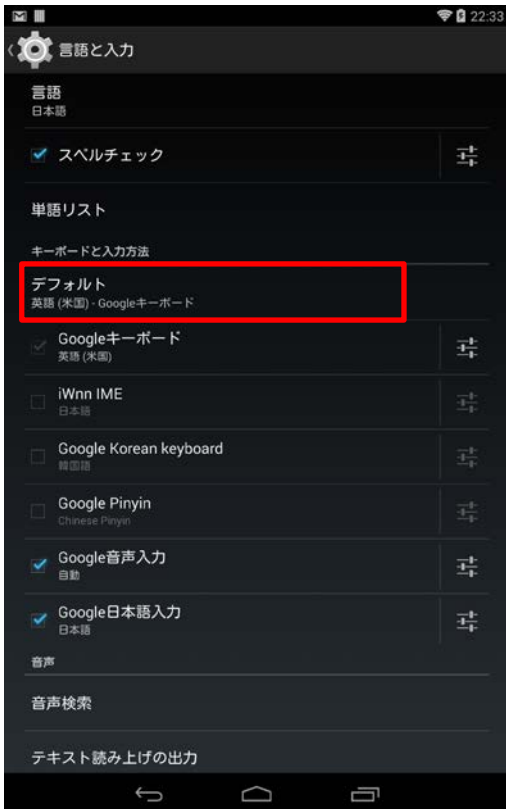 22:33
言語と入力
言語
日本語
スペルチェック
単語リスト
キーボードと入力方法
デフォルト
英語 (米国) - Googleキーボード
Googleキーボード
英語 (米国)
iWnn IME
日本語
Google Korean keyboard
韓国語
Google Pinyin
Chinese Pinyin
Google音声入力
自動
Google日本語入力
日本語
音声
音声検索
テキスト読み上げの出力